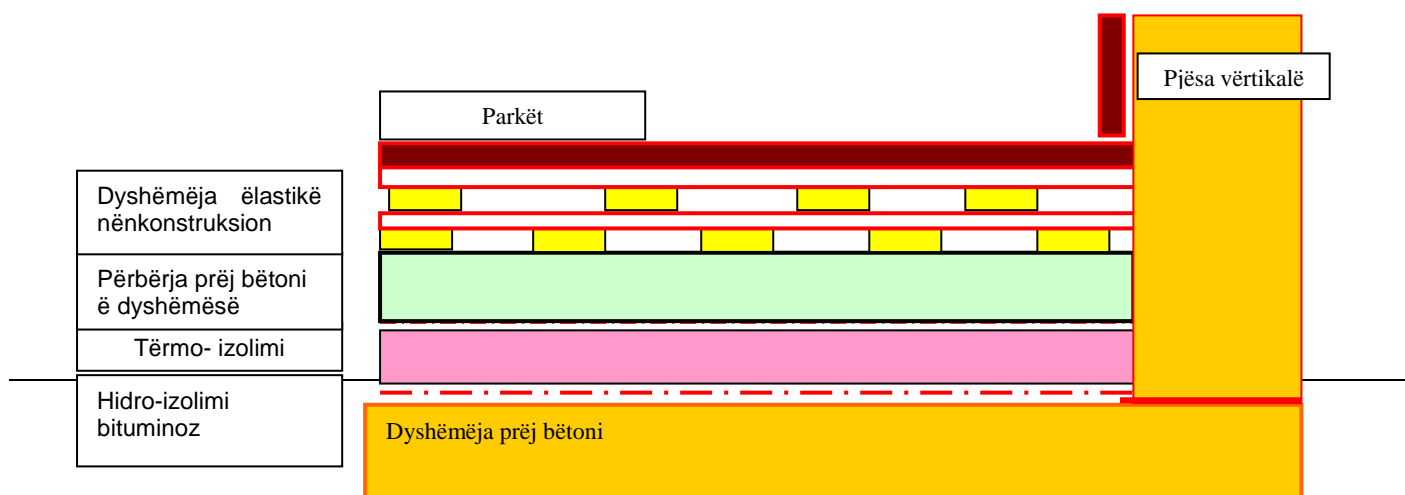 Pjësa vërtikalë
Parkët
Dyshëmëja ëlastikë
nënkonstruksion
Përbërja prëj bëtoni
ë dyshëmësë
Tërmo- izolimi
Hidro-izolimi
bituminoz
Dyshëmëja prëj bëtoni